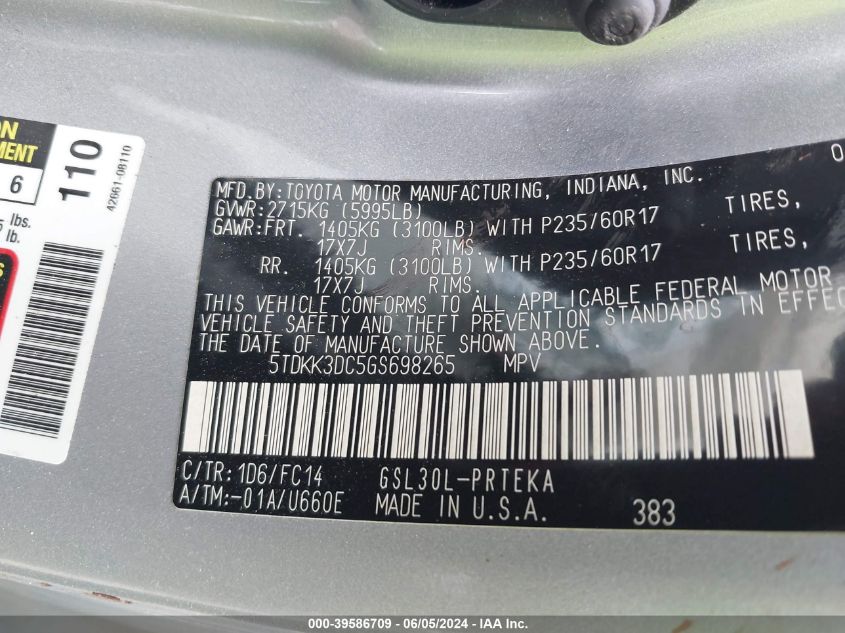 ON
MENT
6
lbs.
lb.
S
110
42661-08110
0
MFD. BY: TOYOTA MOTOR MANUFACTURING, INDIANA, INC.
GVWR: 2715KG (5995LB)
GAWR: FRT. 1405KG (3100LB) WITH P235/60R17 TIRES,
17X7J RIMS.
RR. 1405KG (3100LB) WITH P235/60R17 TIRES,
17X7J RIMS.
THIS VEHICLE CONFORMS TO ALL APPLICABLE FEDERAL MOTOR
VEHICLE SAFETY AND THEFT PREVENTION STANDARDS IN EFFEC
THE DATE OF MANUFACTURE SHOWN ABOVE.
5TDKK3DC5GS698265 MPV
C/TR: 1D6/FC14 GSL30L-PRTEKA
A/TM: -01A/U660E MADE IN U.S.A. 383
000-39586709 - 06/05/2024 - IAA Inc.